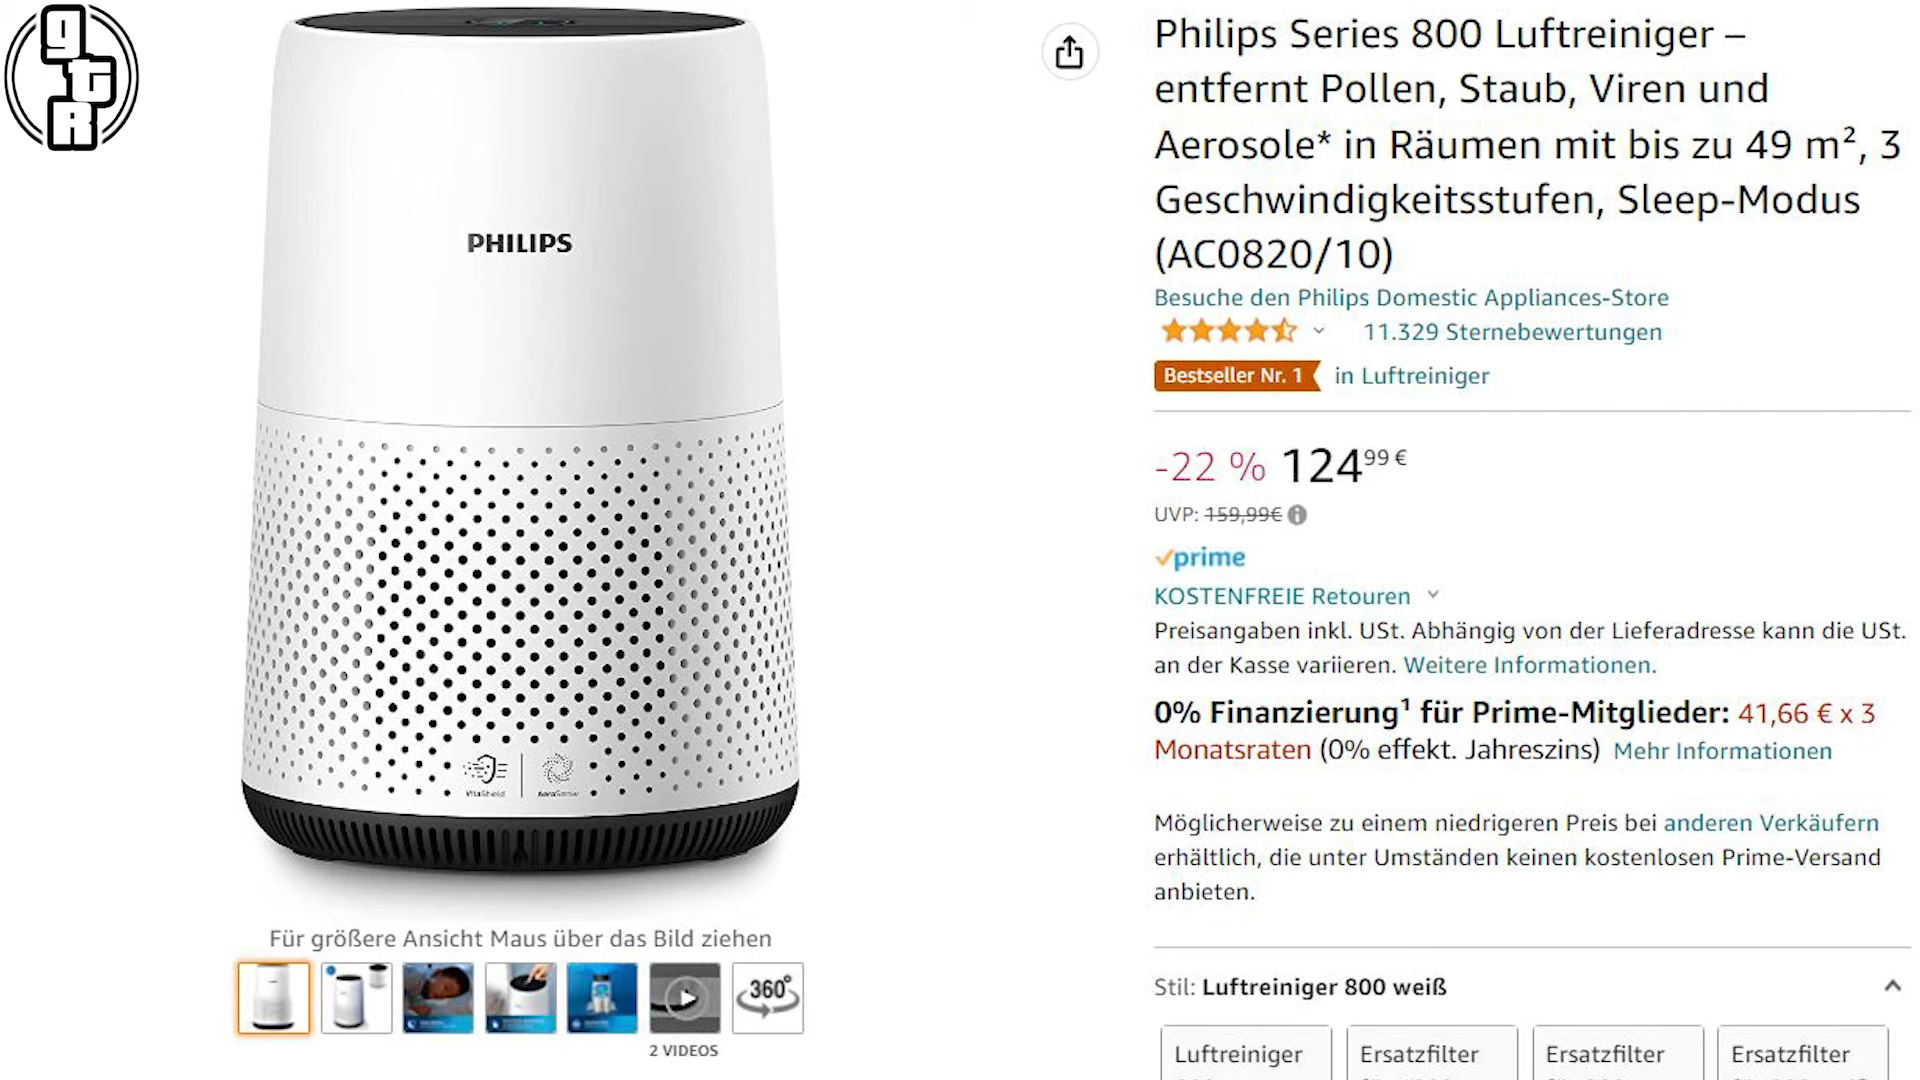 gtR
Philips Series 800 Luftreiniger –
entfernt Pollen, Staub, Viren und
Aerosole* in Räumen mit bis zu 49 m², 3
Geschwindigkeitsstufen, Sleep-Modus
(AC0820/10)
Besuche den Philips Domestic Appliances-Store
11.329 Sternebewertungen
Bestseller Nr. 1 in Luftreiniger
-22 % 124 99 €
UVP: 159,99€
prime
KOSTENFREIE Retouren
Preisangaben inkl. USt. Abhängig von der Lieferadresse kann die USt.
an der Kasse variieren. Weitere Informationen.
0% Finanzierung¹ für Prime-Mitglieder: 41,66 € x 3
Monatsraten (0% effekt. Jahreszins) Mehr Informationen
Möglicherweise zu einem niedrigeren Preis bei anderen Verkäufern
erhältlich, die unter Umständen keinen kostenlosen Prime-Versand
anbieten.
Stil: Luftreiniger 800 weiß
Luftreiniger
Ersatzfilter
Ersatzfilter
Ersatzfilter
PHILIPS
VitaShield
AeraSense
Für größere Ansicht Maus über das Bild ziehen
360°
2 VIDEOS